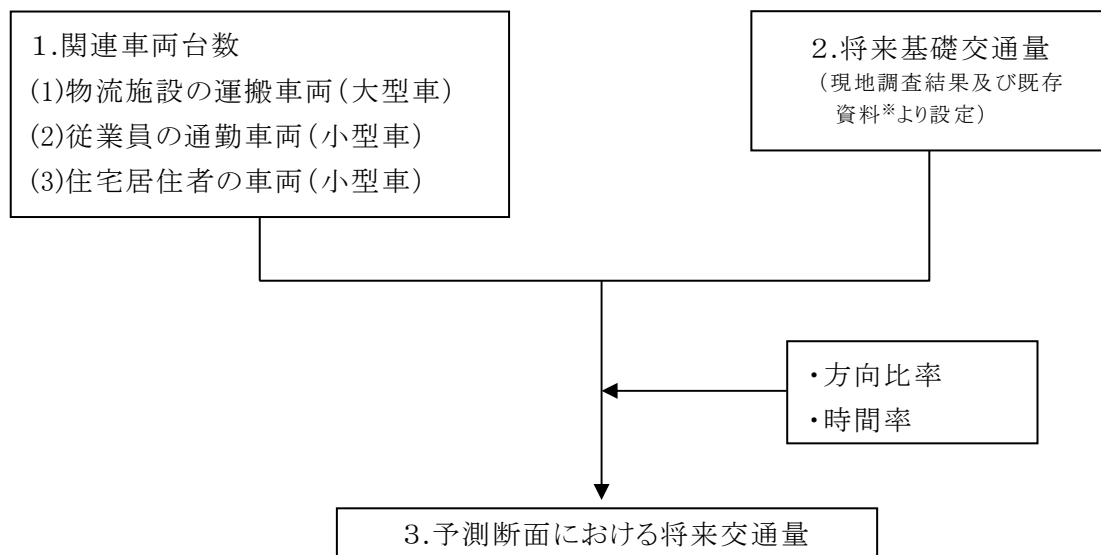 １.関連車両台数
(1)物流施設の運搬車両(大型車)
(2)従業員の通勤車両(小型車)
(3)住宅居住者の車両(小型車)
２.将来基礎交通量
(現地調査結果及び既存
資料※より設定)
・方向比率
・時間率
３.予測断面における将来交通量